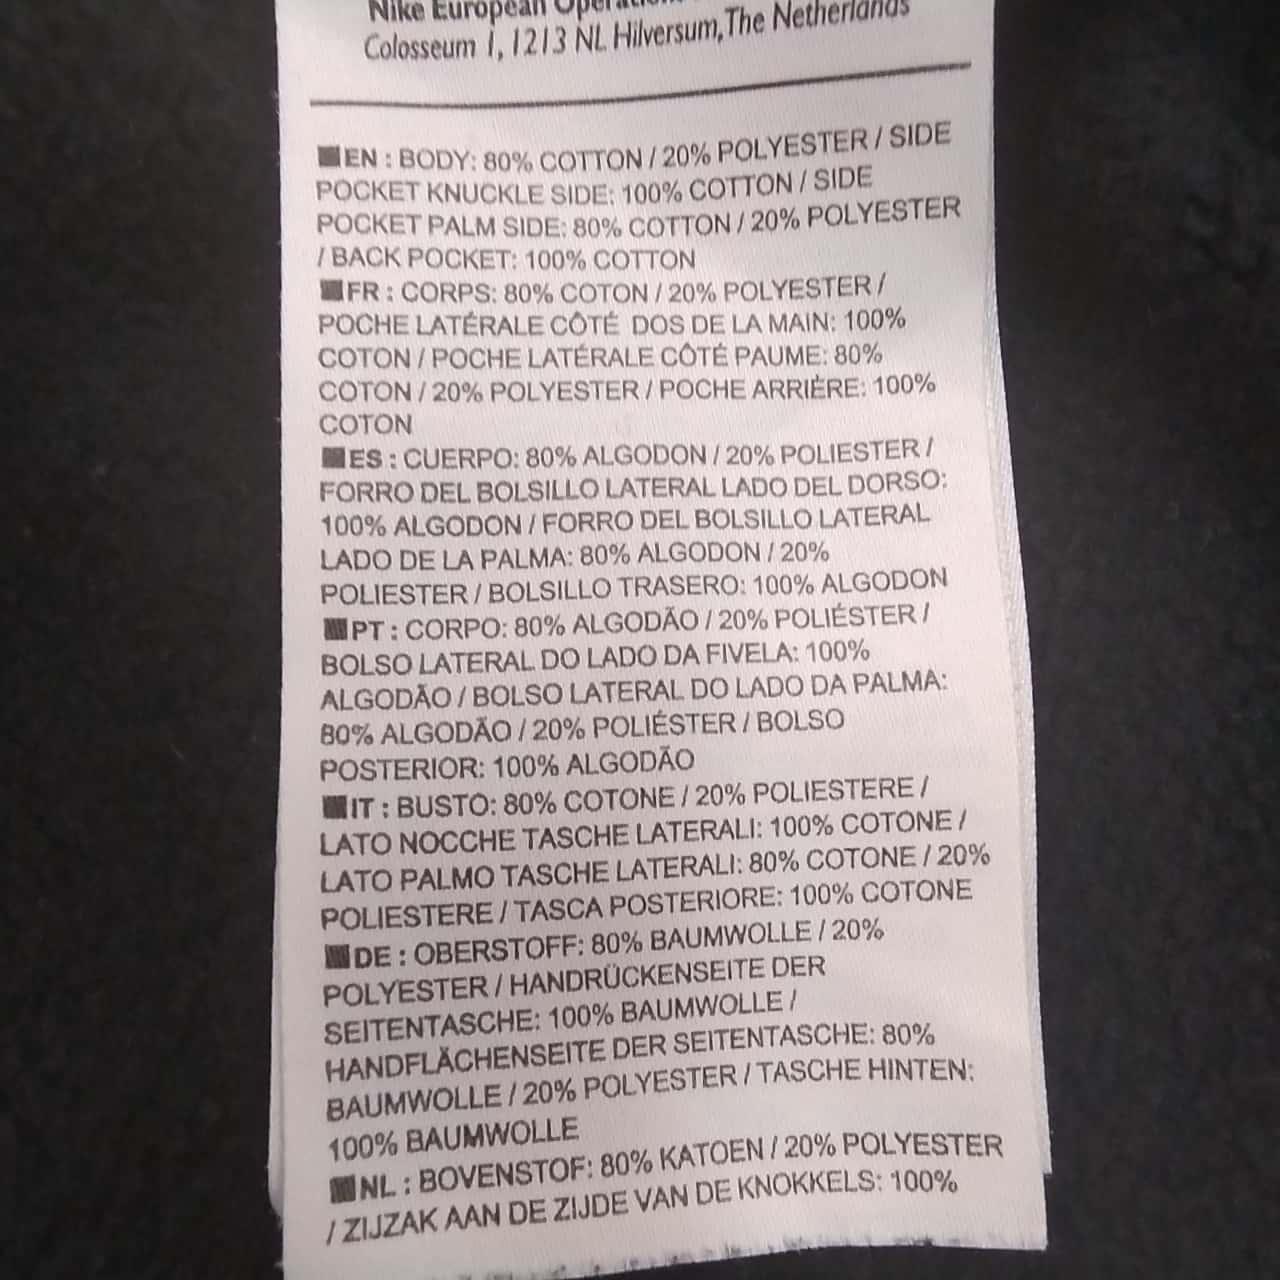 Nike European
Colosseum 1, 1213 NL Hilversum, The Netherlands
EN : BODY: 80% COTTON / 20% POLYESTER / SIDE
POCKET KNUCKLE SIDE: 100% COTTON / SIDE
POCKET PALM SIDE: 80% COTTON / 20% POLYESTER
/ BACK POCKET: 100% COTTON
FR : CORPS: 80% COTON / 20% POLYESTER /
POCHE LATÉRALE CÔTÉ DOS DE LA MAIN: 100%
COTON / POCHE LATÉRALE CÔTÉ PAUME: 80%
COTON / 20% POLYESTER / POCHE ARRIÈRE: 100%
COTON
ES : CUERPO: 80% ALGODON / 20% POLIESTER /
FORRO DEL BOLSILLO LATERAL LADO DEL DORSO:
100% ALGODON / FORRO DEL BOLSILLO LATERAL
LADO DE LA PALMA: 80% ALGODON / 20%
POLIESTER / BOLSILLO TRASERO: 100% ALGODON
PT : CORPO: 80% ALGODÃO / 20% POLIÉSTER /
BOLSO LATERAL DO LADO DA FIVELA: 100%
ALGODÃO / BOLSO LATERAL DO LADO DA PALMA:
80% ALGODÃO / 20% POLIÉSTER / BOLSO
POSTERIOR: 100% ALGODÃO
IT : BUSTO: 80% COTONE / 20% POLIESTERE /
LATO NOCCHE TASCHE LATERALI: 100% COTONE /
LATO PALMO TASCHE LATERALI: 80% COTONE / 20%
POLIESTERE / TASCA POSTERIORE: 100% COTONE
DE : OBERSTOFF: 80% BAUMWOLLE / 20%
POLYESTER / HANDRÜCKENSEITE DER
SEITENTASCHE: 100% BAUMWOLLE /
HANDFLÄCHENSEITE DER SEITENTASCHE: 80%
BAUMWOLLE / 20% POLYESTER / TASCHE HINTEN:
100% BAUMWOLLE
NL : BOVENSTOF: 80% KATOEN / 20% POLYESTER
/ ZIJZAK AAN DE ZIJDE VAN DE KNOKKELS: 100%